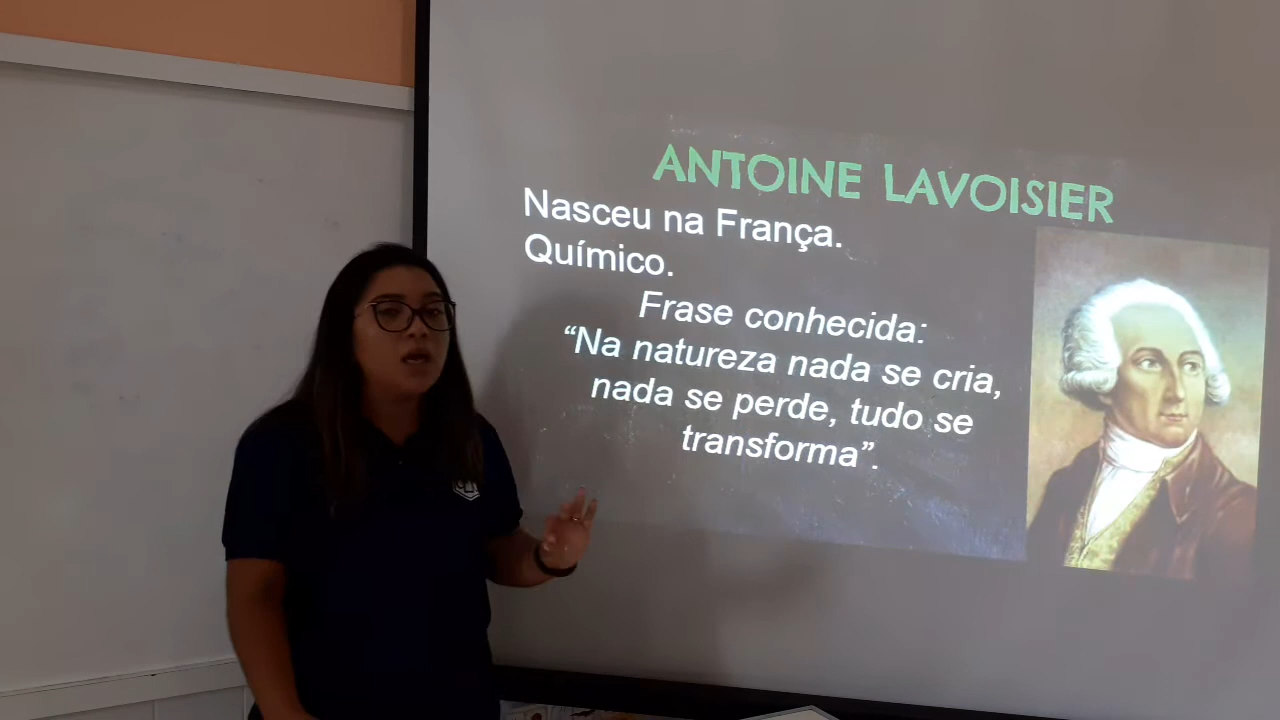 ANTOINE LAVOISIER
Nasceu na França.
Químico.
Frase conhecida:
“Na natureza nada se cria,
nada se perde, tudo se
transforma”.